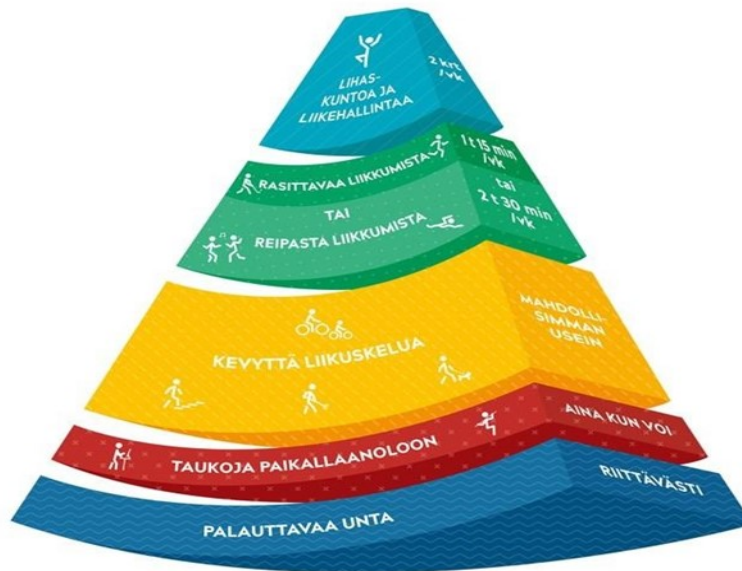 LIHAS-
KUNTOA JA
LIIKEHALLINTAA
2 krt
/vk
RASITTAVAA LIIKKUMISTA
1 t 15 min
/vk
TAI
tai
REIPASTA LIIKKUMISTA
2 t 30 min
/vk
KEVYTTÄ LIIKUSKELUA
MAHDOLLI-
SIMMAN
USEIN
TAUKOJA PAIKALLAANOLOON
AINA KUN VOI
PALAUTTAVAA UNTA
RIITTÄVÄSTI